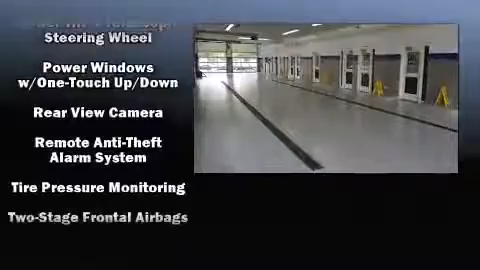 Steering Wheel
Power Windows
w/One-Touch Up/Down
Rear View Camera
Remote Anti-Theft
Alarm System
Tire Pressure Monitoring
Two-Stage Frontal Airbags